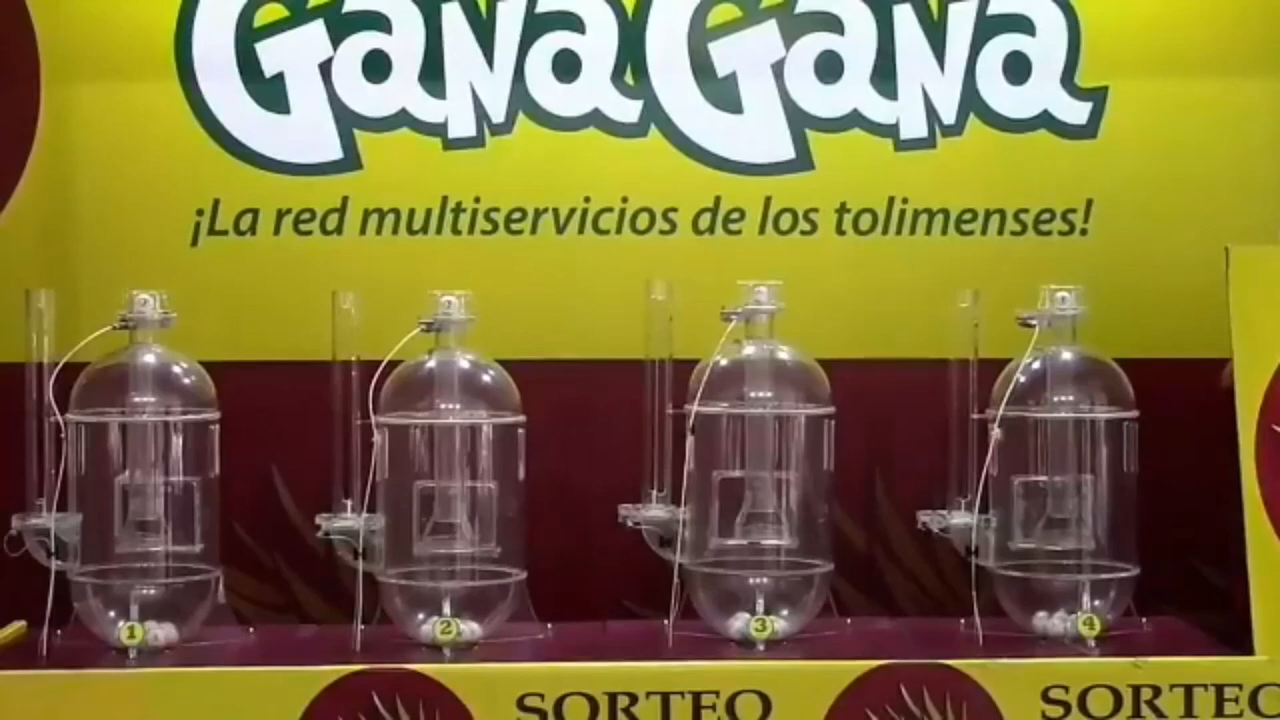 GanaGana
¡La red multiservicios de los tolimenses!
1
2
3
4
SORTEO
SORTEO